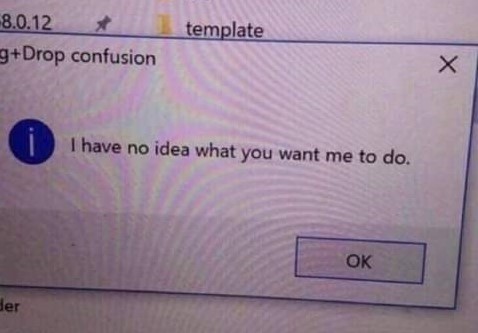 8.0.12
template
g+Drop confusion
I have no idea what you want me to do.
OK
der